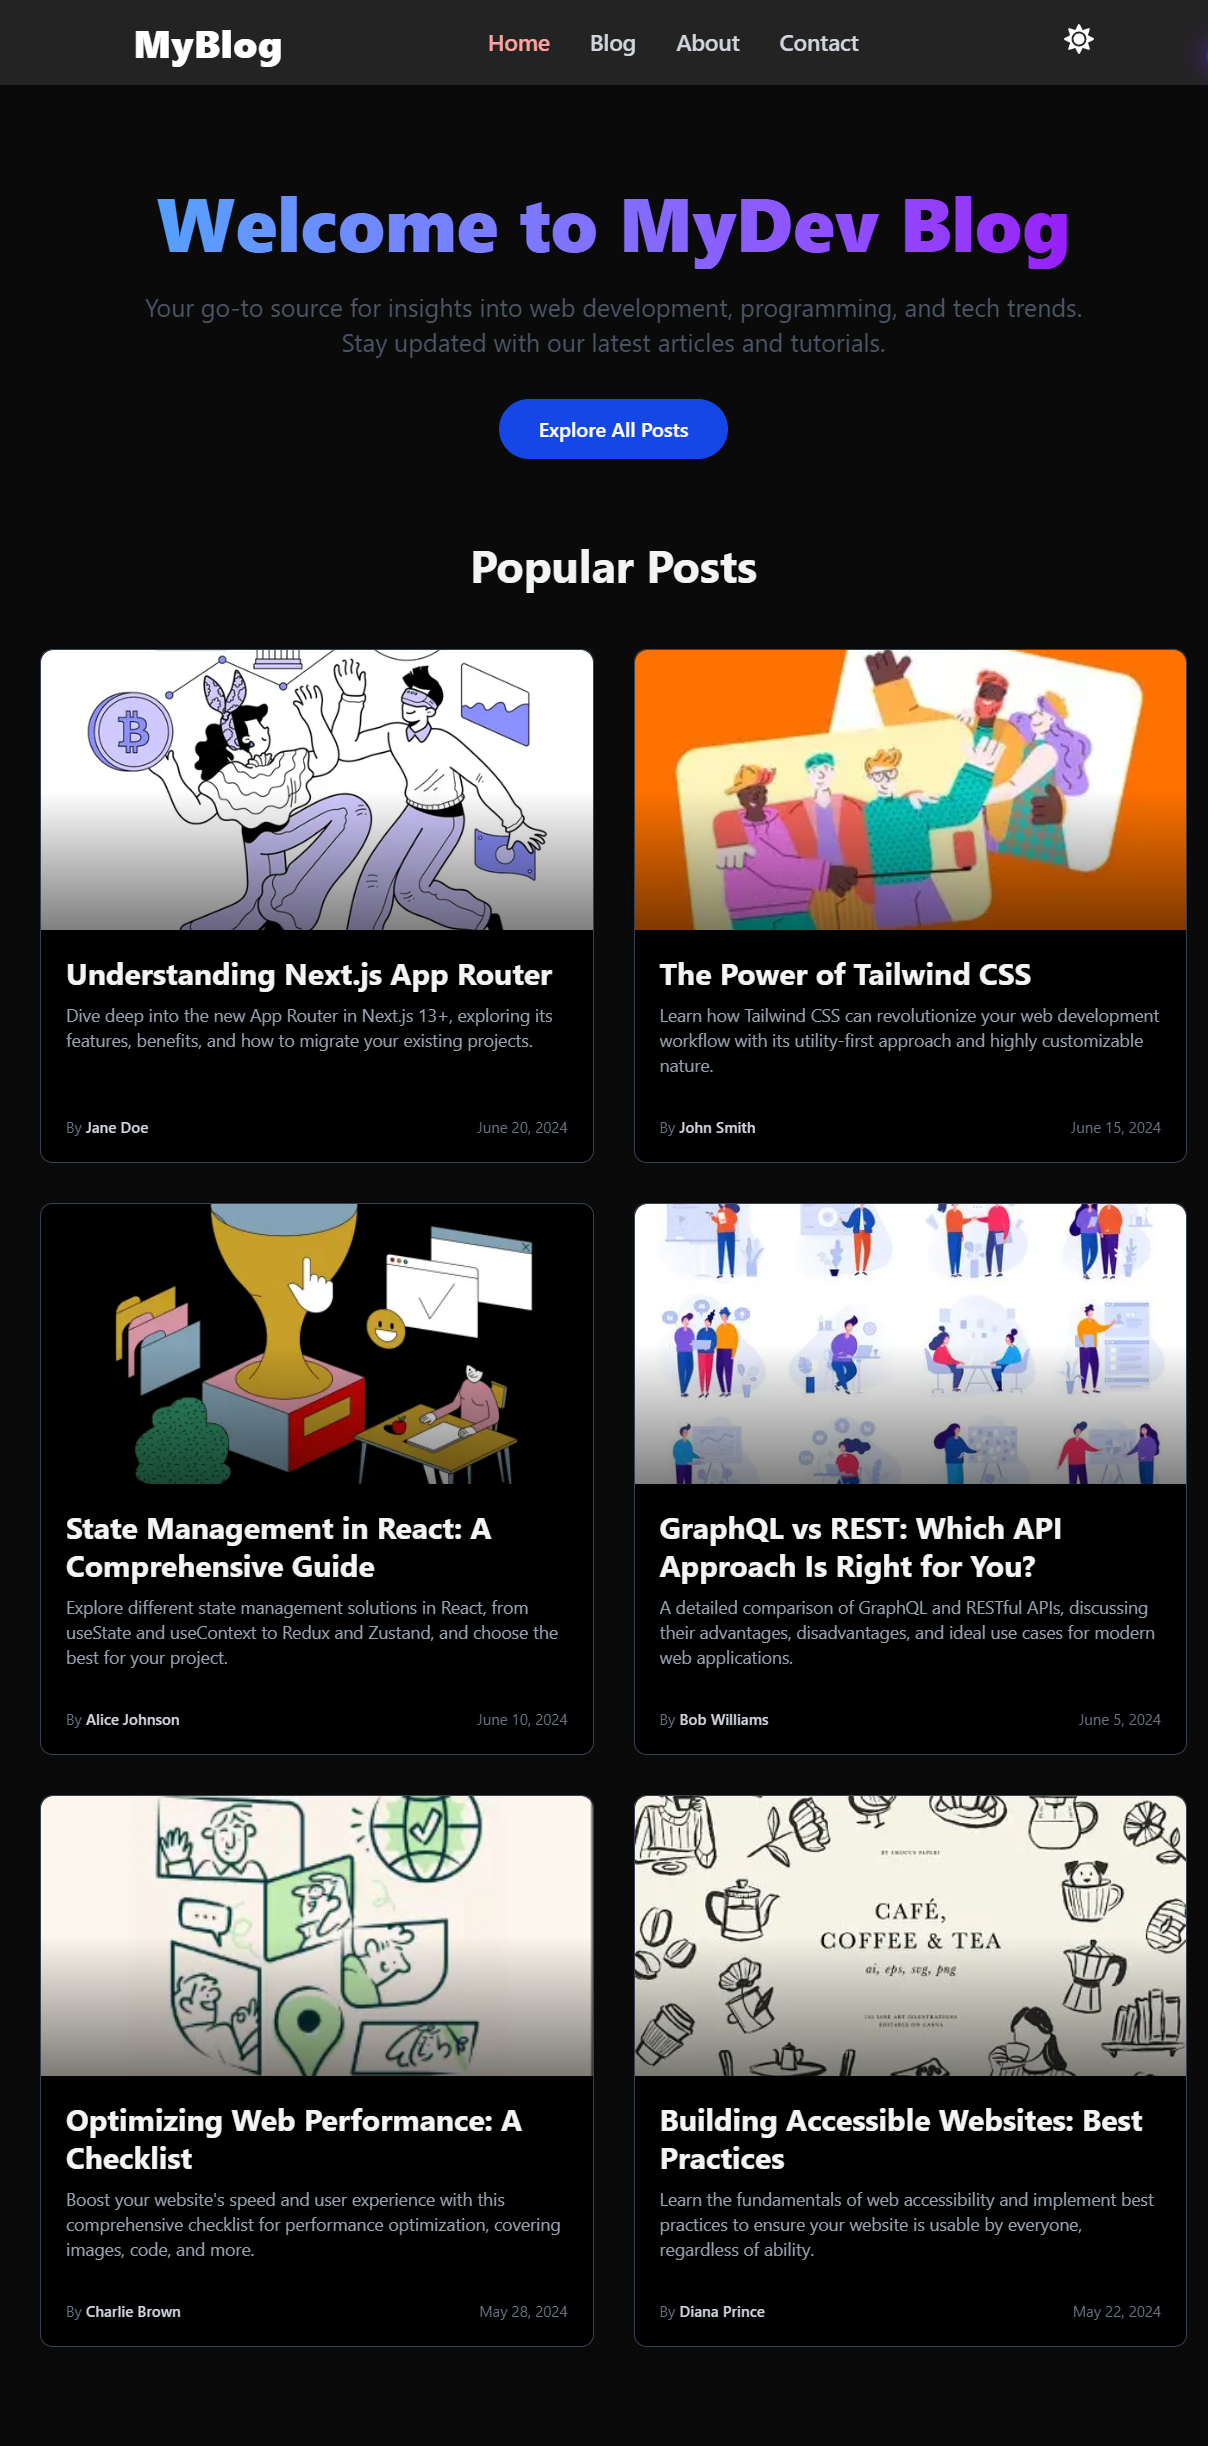 MyBlog
Home Blog About Contact
Welcome to MyDev Blog
Your go-to source for insights into web development, programming, and tech trends.
Stay updated with our latest articles and tutorials.
Explore All Posts
Popular Posts
Understanding Next.js App Router
Dive deep into the new App Router in Next.js 13+, exploring its
features, benefits, and how to migrate your existing projects.
By Jane Doe June 20, 2024
The Power of Tailwind CSS
Learn how Tailwind CSS can revolutionize your web development
workflow with its utility-first approach and highly customizable
nature.
By John Smith June 15, 2024
State Management in React: A
Comprehensive Guide
Explore different state management solutions in React, from
useState and useContext to Redux and Zustand, and choose the
best for your project.
By Alice Johnson June 10, 2024
GraphQL vs REST: Which API
Approach Is Right for You?
A detailed comparison of GraphQL and RESTful APIs, discussing
their advantages, disadvantages, and ideal use cases for modern
web applications.
By Bob Williams June 5, 2024
Optimizing Web Performance: A
Checklist
Boost your website's speed and user experience with this
comprehensive checklist for performance optimization, covering
images, code, and more.
By Charlie Brown May 28, 2024
CAFÉ,
COFFEE & TEA
ai, eps, svg, png
EDITABLE ON CANVA
Building Accessible Websites: Best
Practices
Learn the fundamentals of web accessibility and implement best
practices to ensure your website is usable by everyone,
regardless of ability.
By Diana Prince May 22, 2024